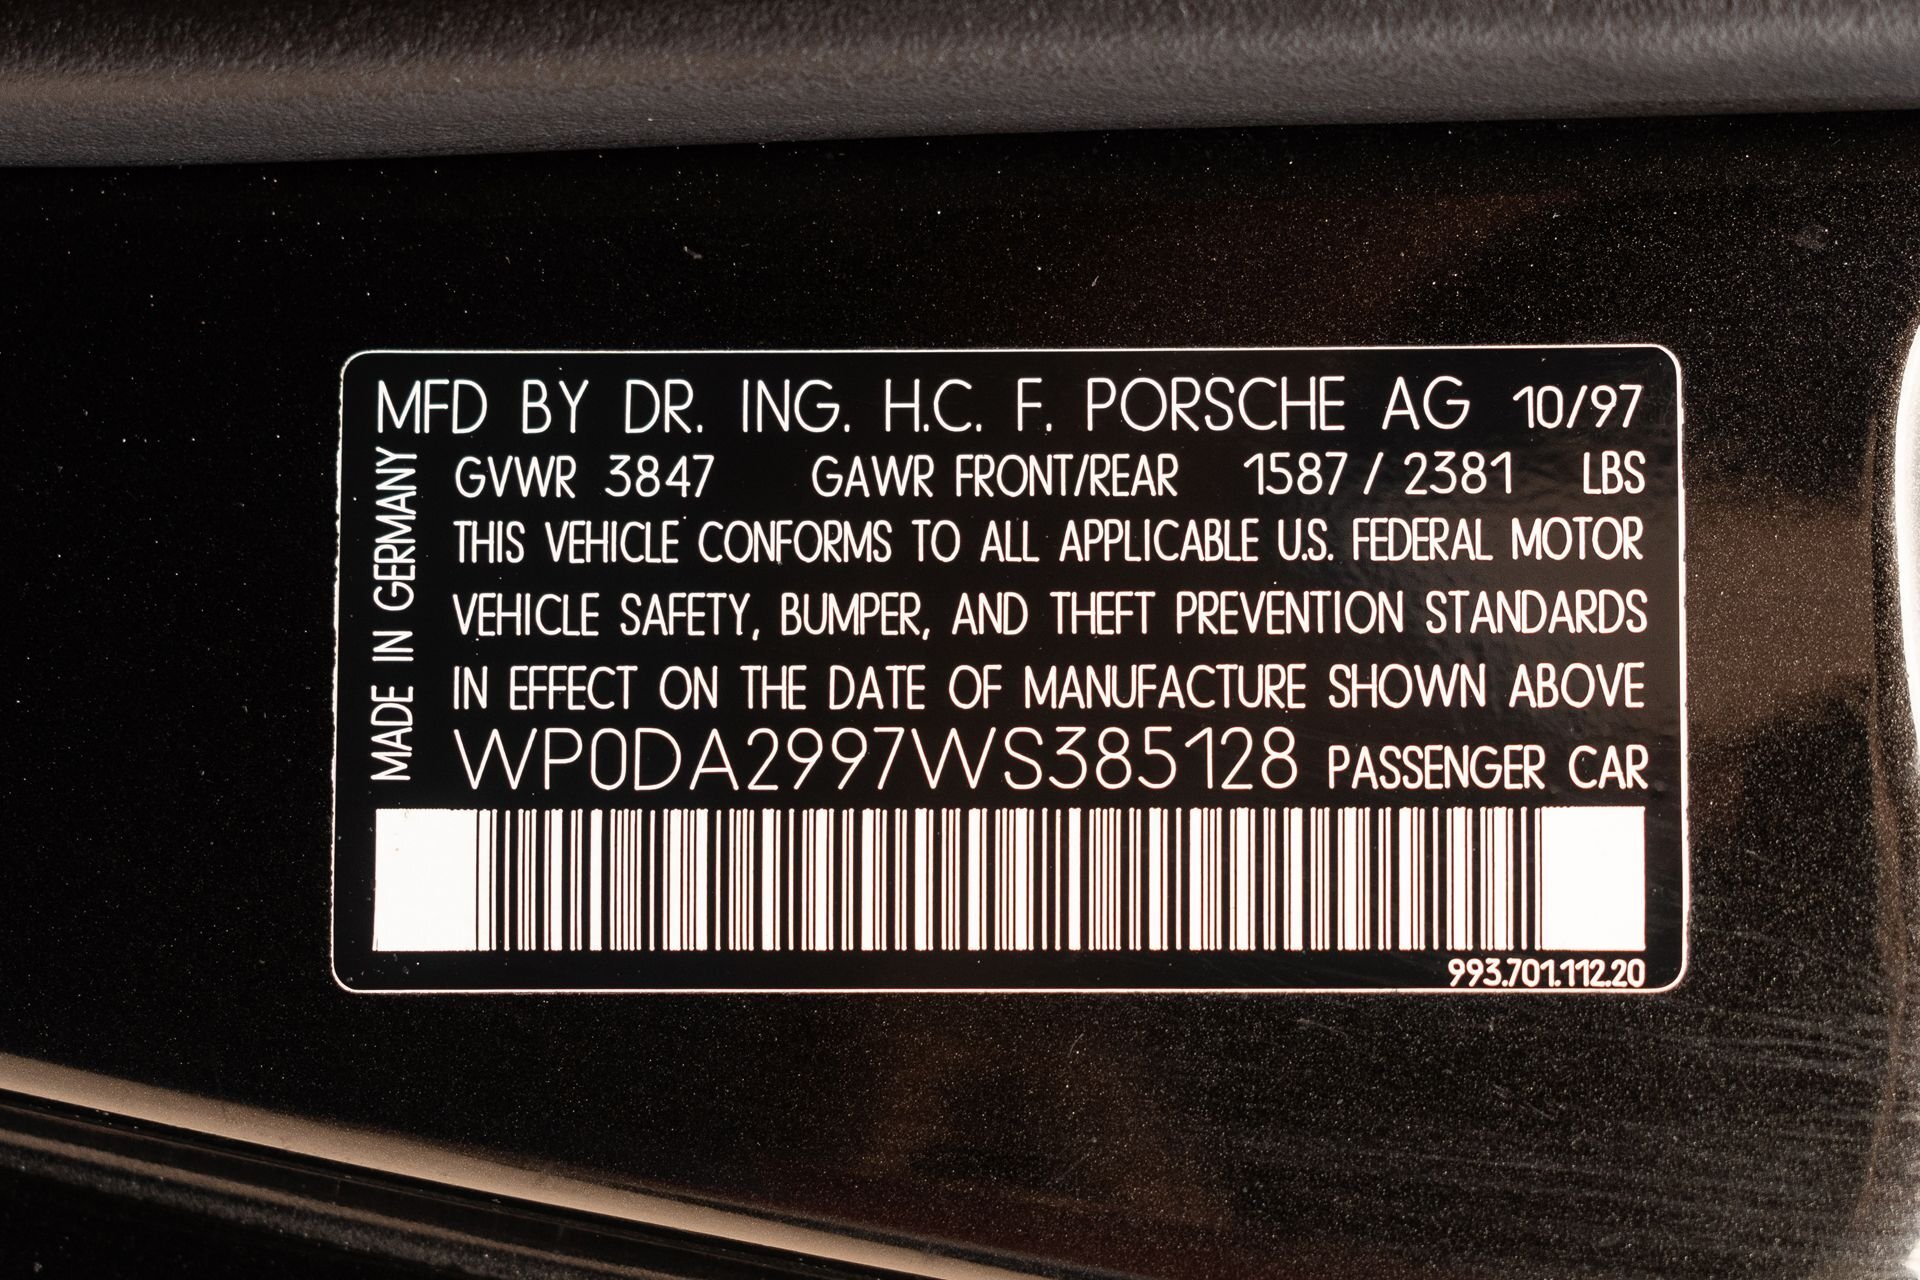 MFD BY DR. ING. H.C. F. PORSCHE AG 10/97
GVWR 3847 GAWR FRONT/REAR 1587 / 2381 LBS
THIS VEHICLE CONFORMS TO ALL APPLICABLE U.S. FEDERAL MOTOR
VEHICLE SAFETY, BUMPER, AND THEFT PREVENTION STANDARDS
IN EFFECT ON THE DATE OF MANUFACTURE SHOWN ABOVE
WP0DA2997WS385128 PASSENGER CAR
993.701.112.20
MADE IN GERMANY